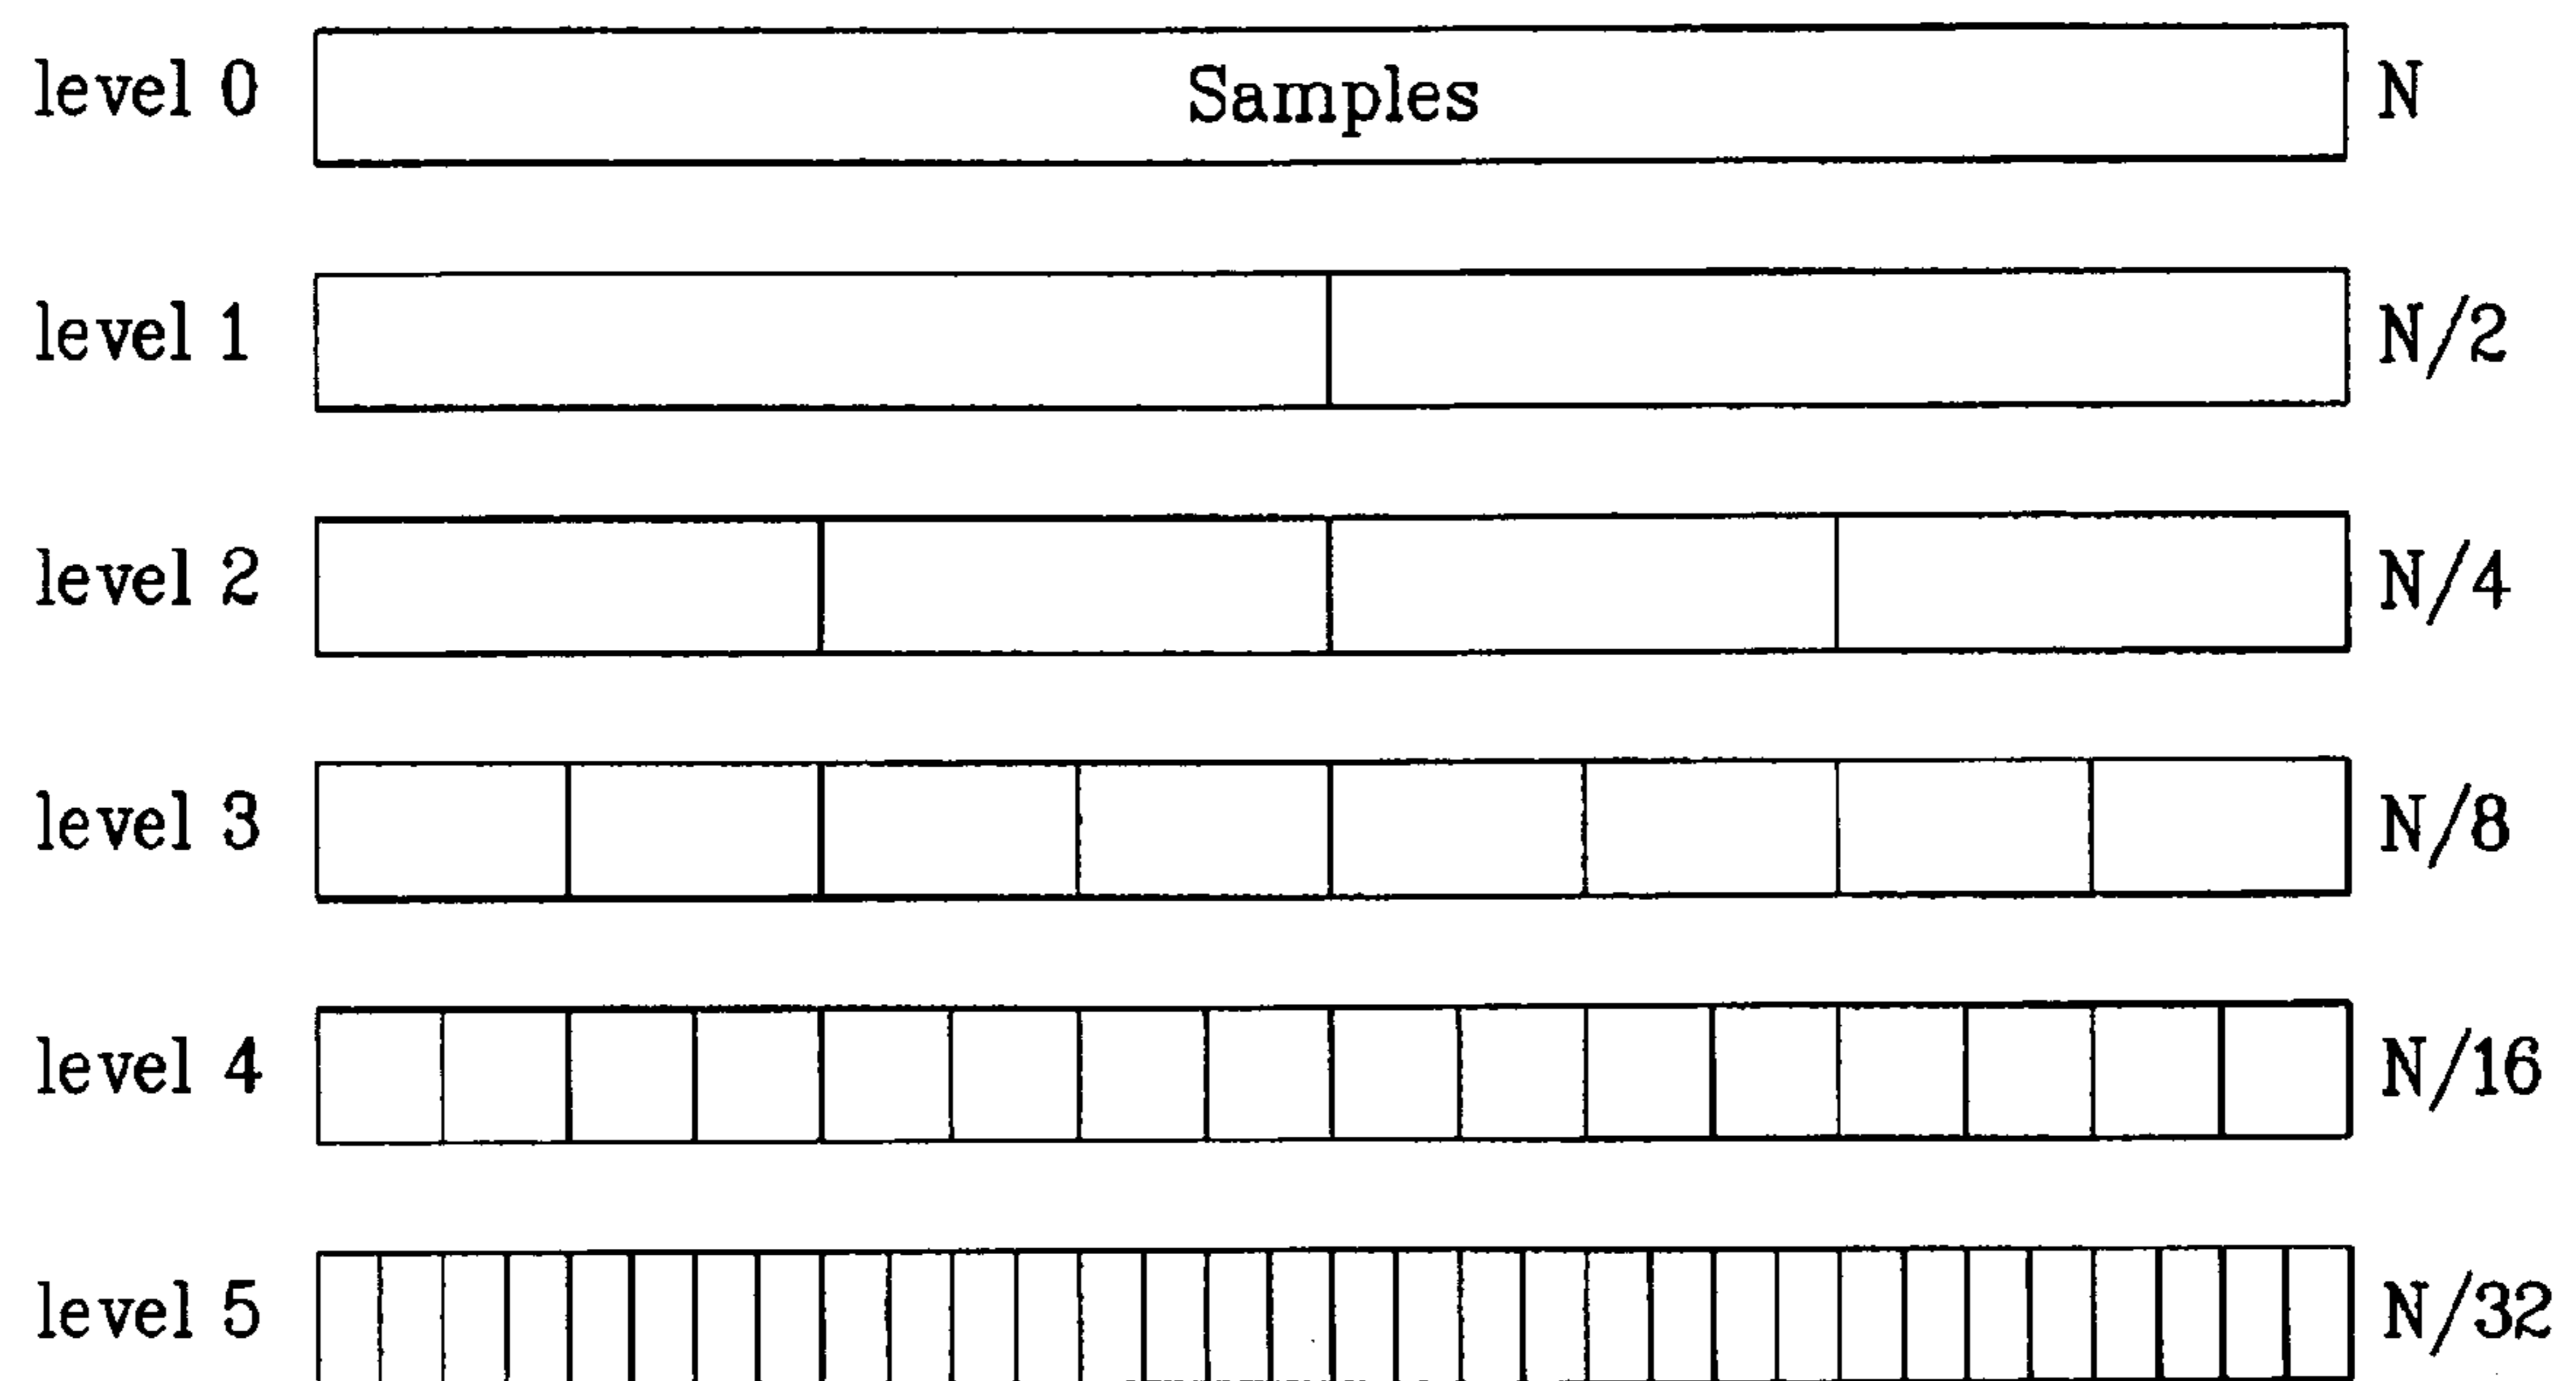 level 0 Samples N
level 1 N/2
level 2 N/4
level 3 N/8
level 4 N/16
level 5 N/32